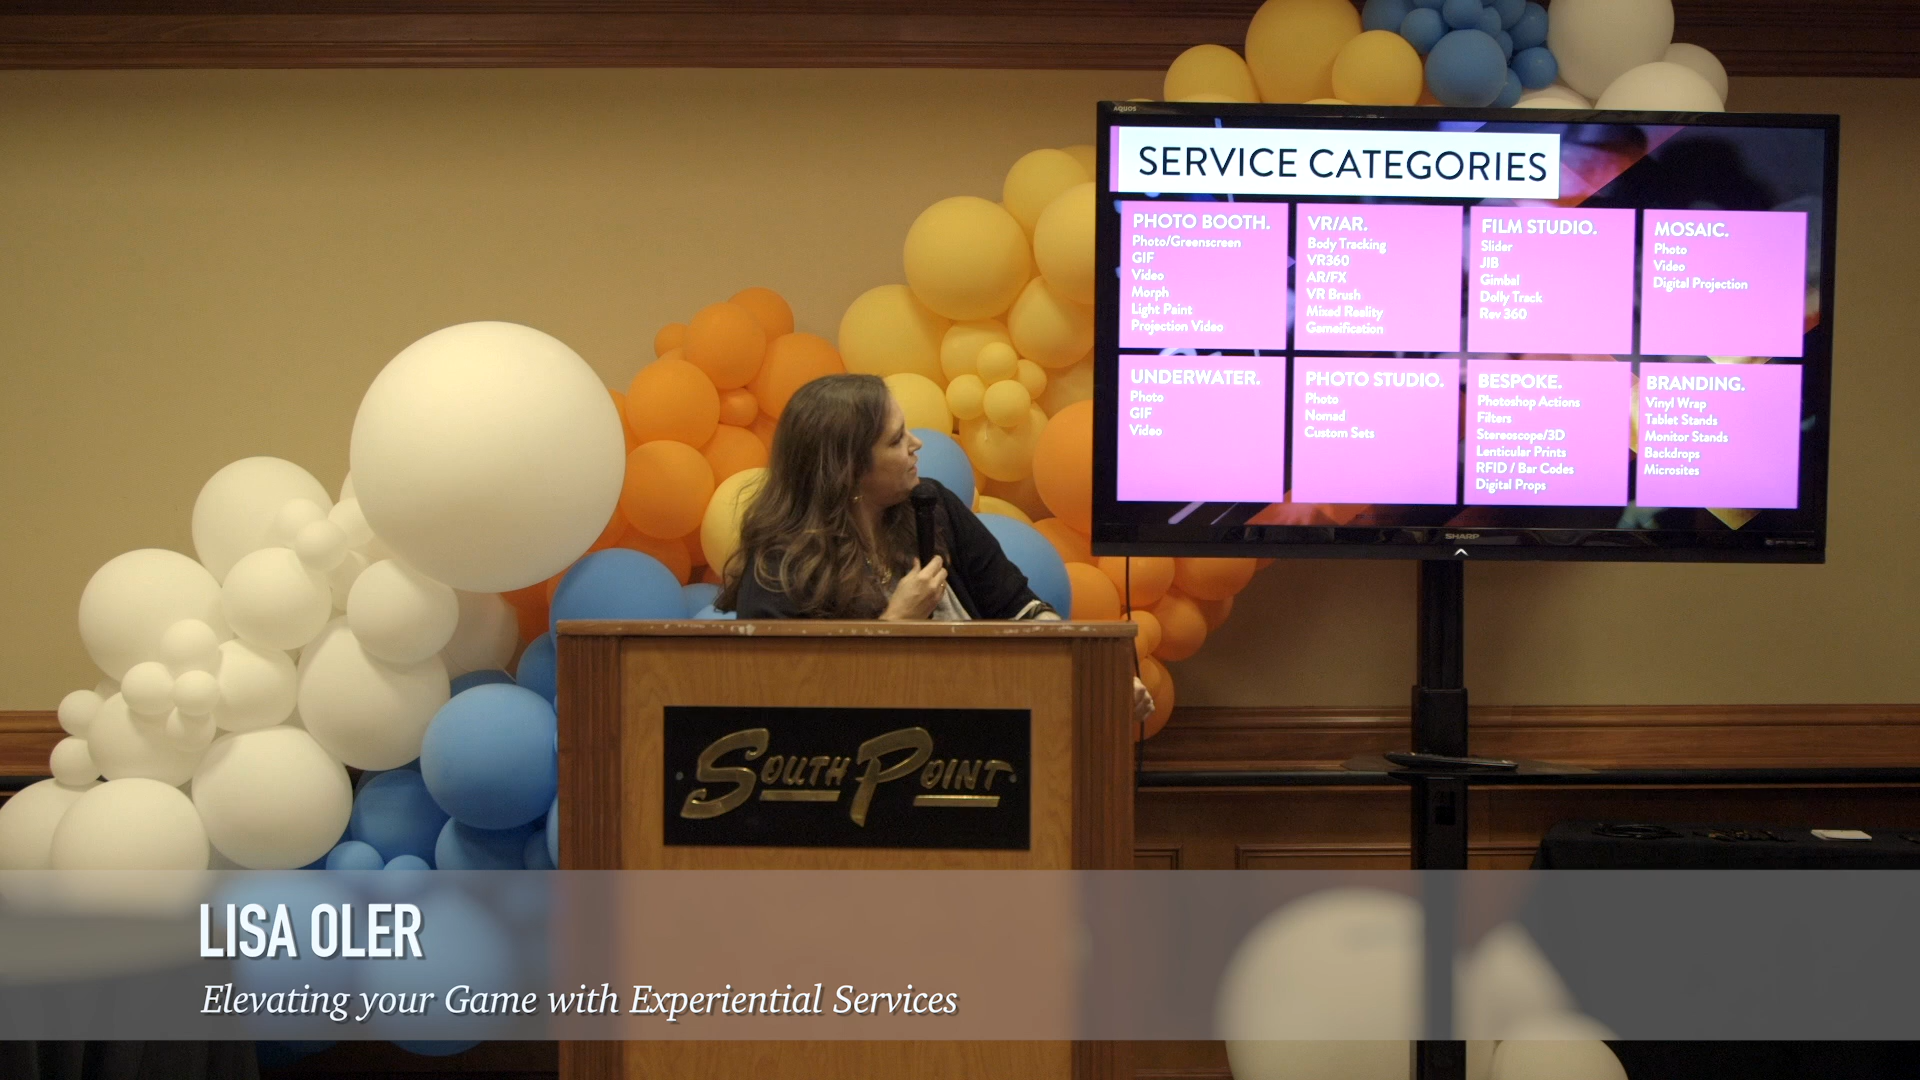 AQUOS
SERVICE CATEGORIES
PHOTO BOOTH.
Photo/Greenscreen
GIF
Video
Morph
Light Paint
Projection Video
VR/AR.
Body Tracking
VR360
AR/FX
VR Brush
Mixed Reality
Gameification
FILM STUDIO.
Slider
JIB
Gimbal
Dolly Track
Rev 360
MOSAIC.
Photo
Video
Digital Projection
UNDERWATER.
Photo
GIF
Video
PHOTO STUDIO.
Photo
Nomad
Custom Sets
BESPOKE.
Photoshop Actions
Filters
Stereoscope/3D
Lenticular Prints
RFID / Bar Codes
Digital Props
BRANDING.
Vinyl Wrap
Tablet Stands
Monitor Stands
Backdrops
Microsites
SHARP
SOUTH POINT
LISA OLER
Elevating your Game with Experiential Services